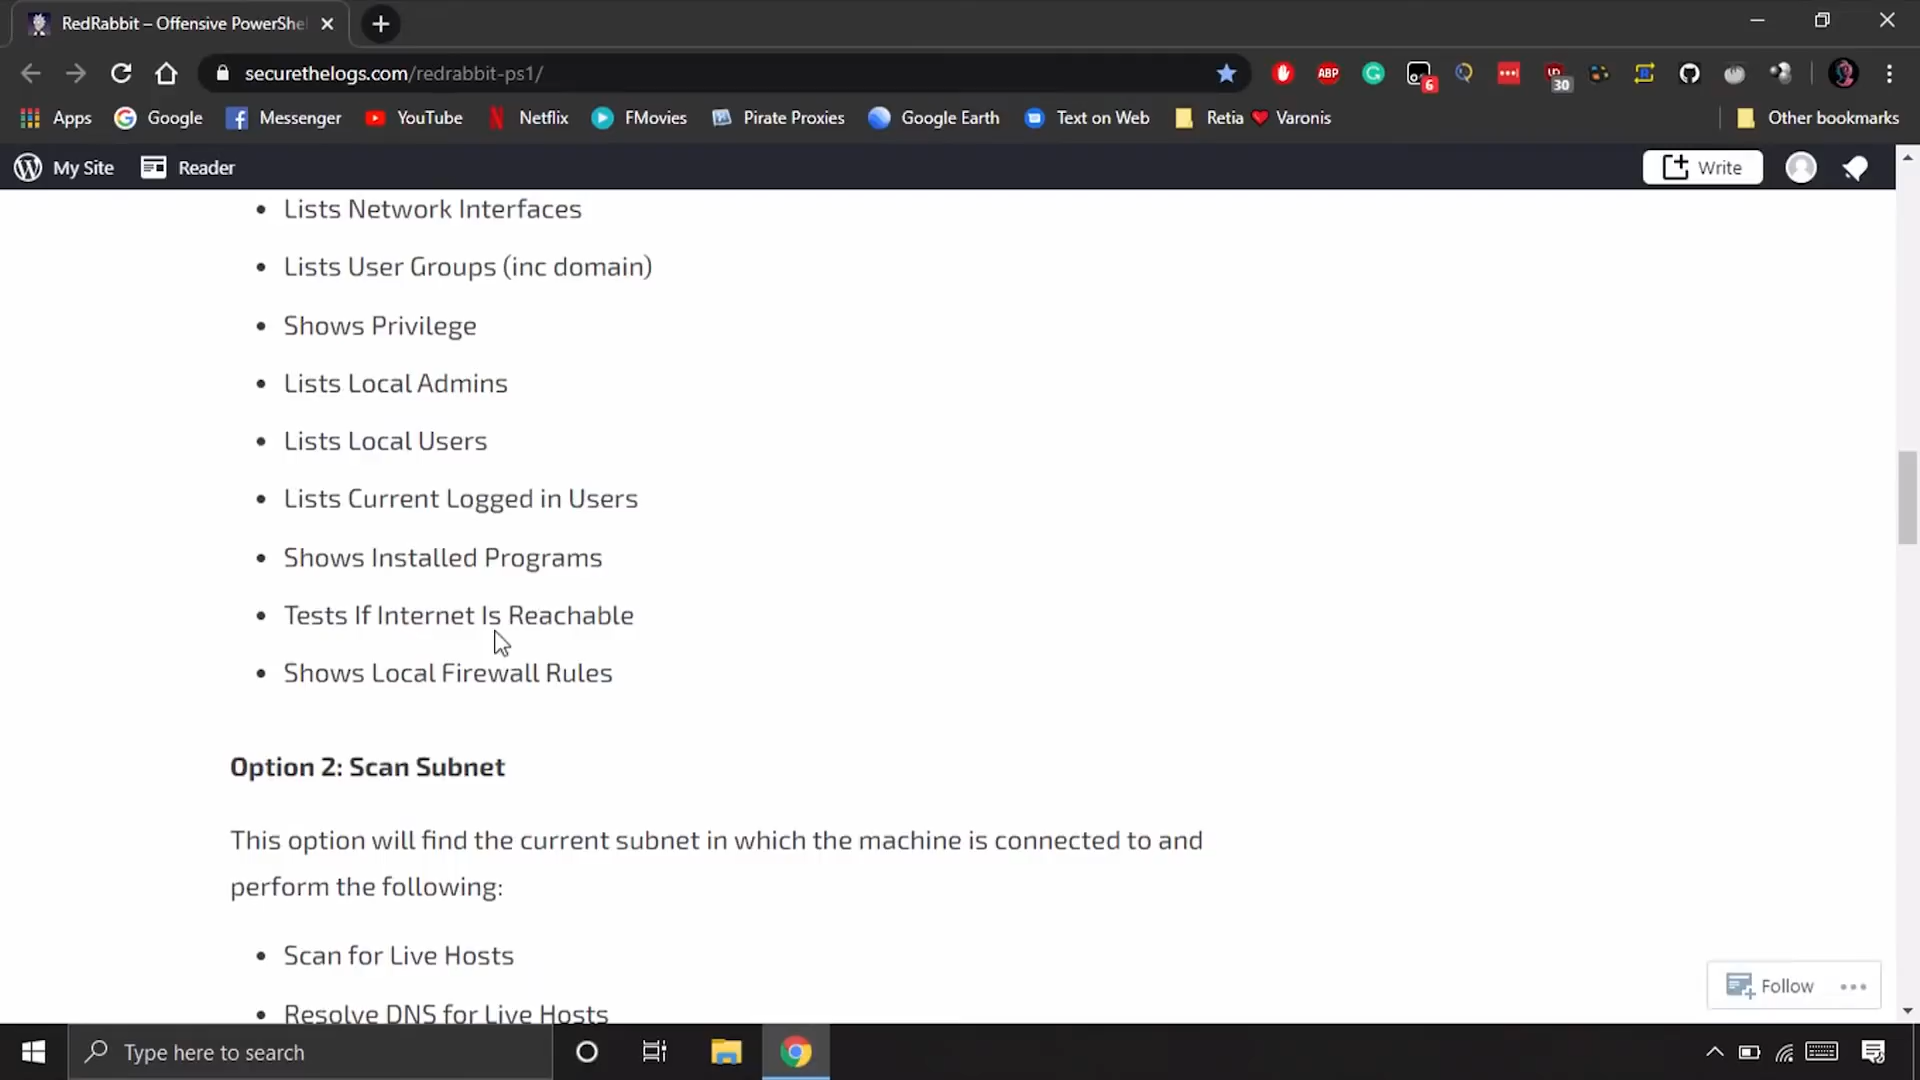 RedRabbit – Offensive PowerShe
securethelogs.com/redrabbit-ps1/
ABP
6
30
Apps
Google
Messenger
YouTube
Netflix
FMovies
Pirate Proxies
Google Earth
Text on Web
Retia ❤ Varonis
Other bookmarks
My Site
Reader
Write
• Lists Network Interfaces
• Lists User Groups (inc domain)
• Shows Privilege
• Lists Local Admins
• Lists Local Users
• Lists Current Logged in Users
• Shows Installed Programs
• Tests If Internet Is Reachable
• Shows Local Firewall Rules
Option 2: Scan Subnet
This option will find the current subnet in which the machine is connected to and
perform the following:
• Scan for Live Hosts
• Resolve DNS for Live Hosts
Follow
Type here to search